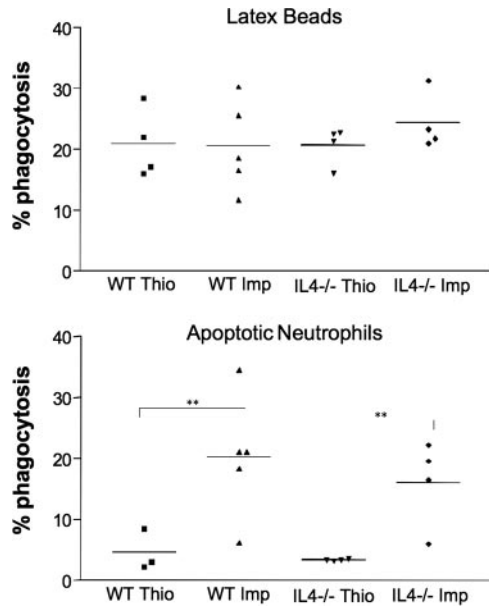 Latex Beads
% phagocytosis
40
30
20
10
0
WT Thio WT Imp IL4-/- Thio IL4-/- Imp
Apoptotic Neutrophils
% phagocytosis
40
30
20
10
0
** **
WT Thio WT Imp IL4-/- Thio IL4-/- Imp